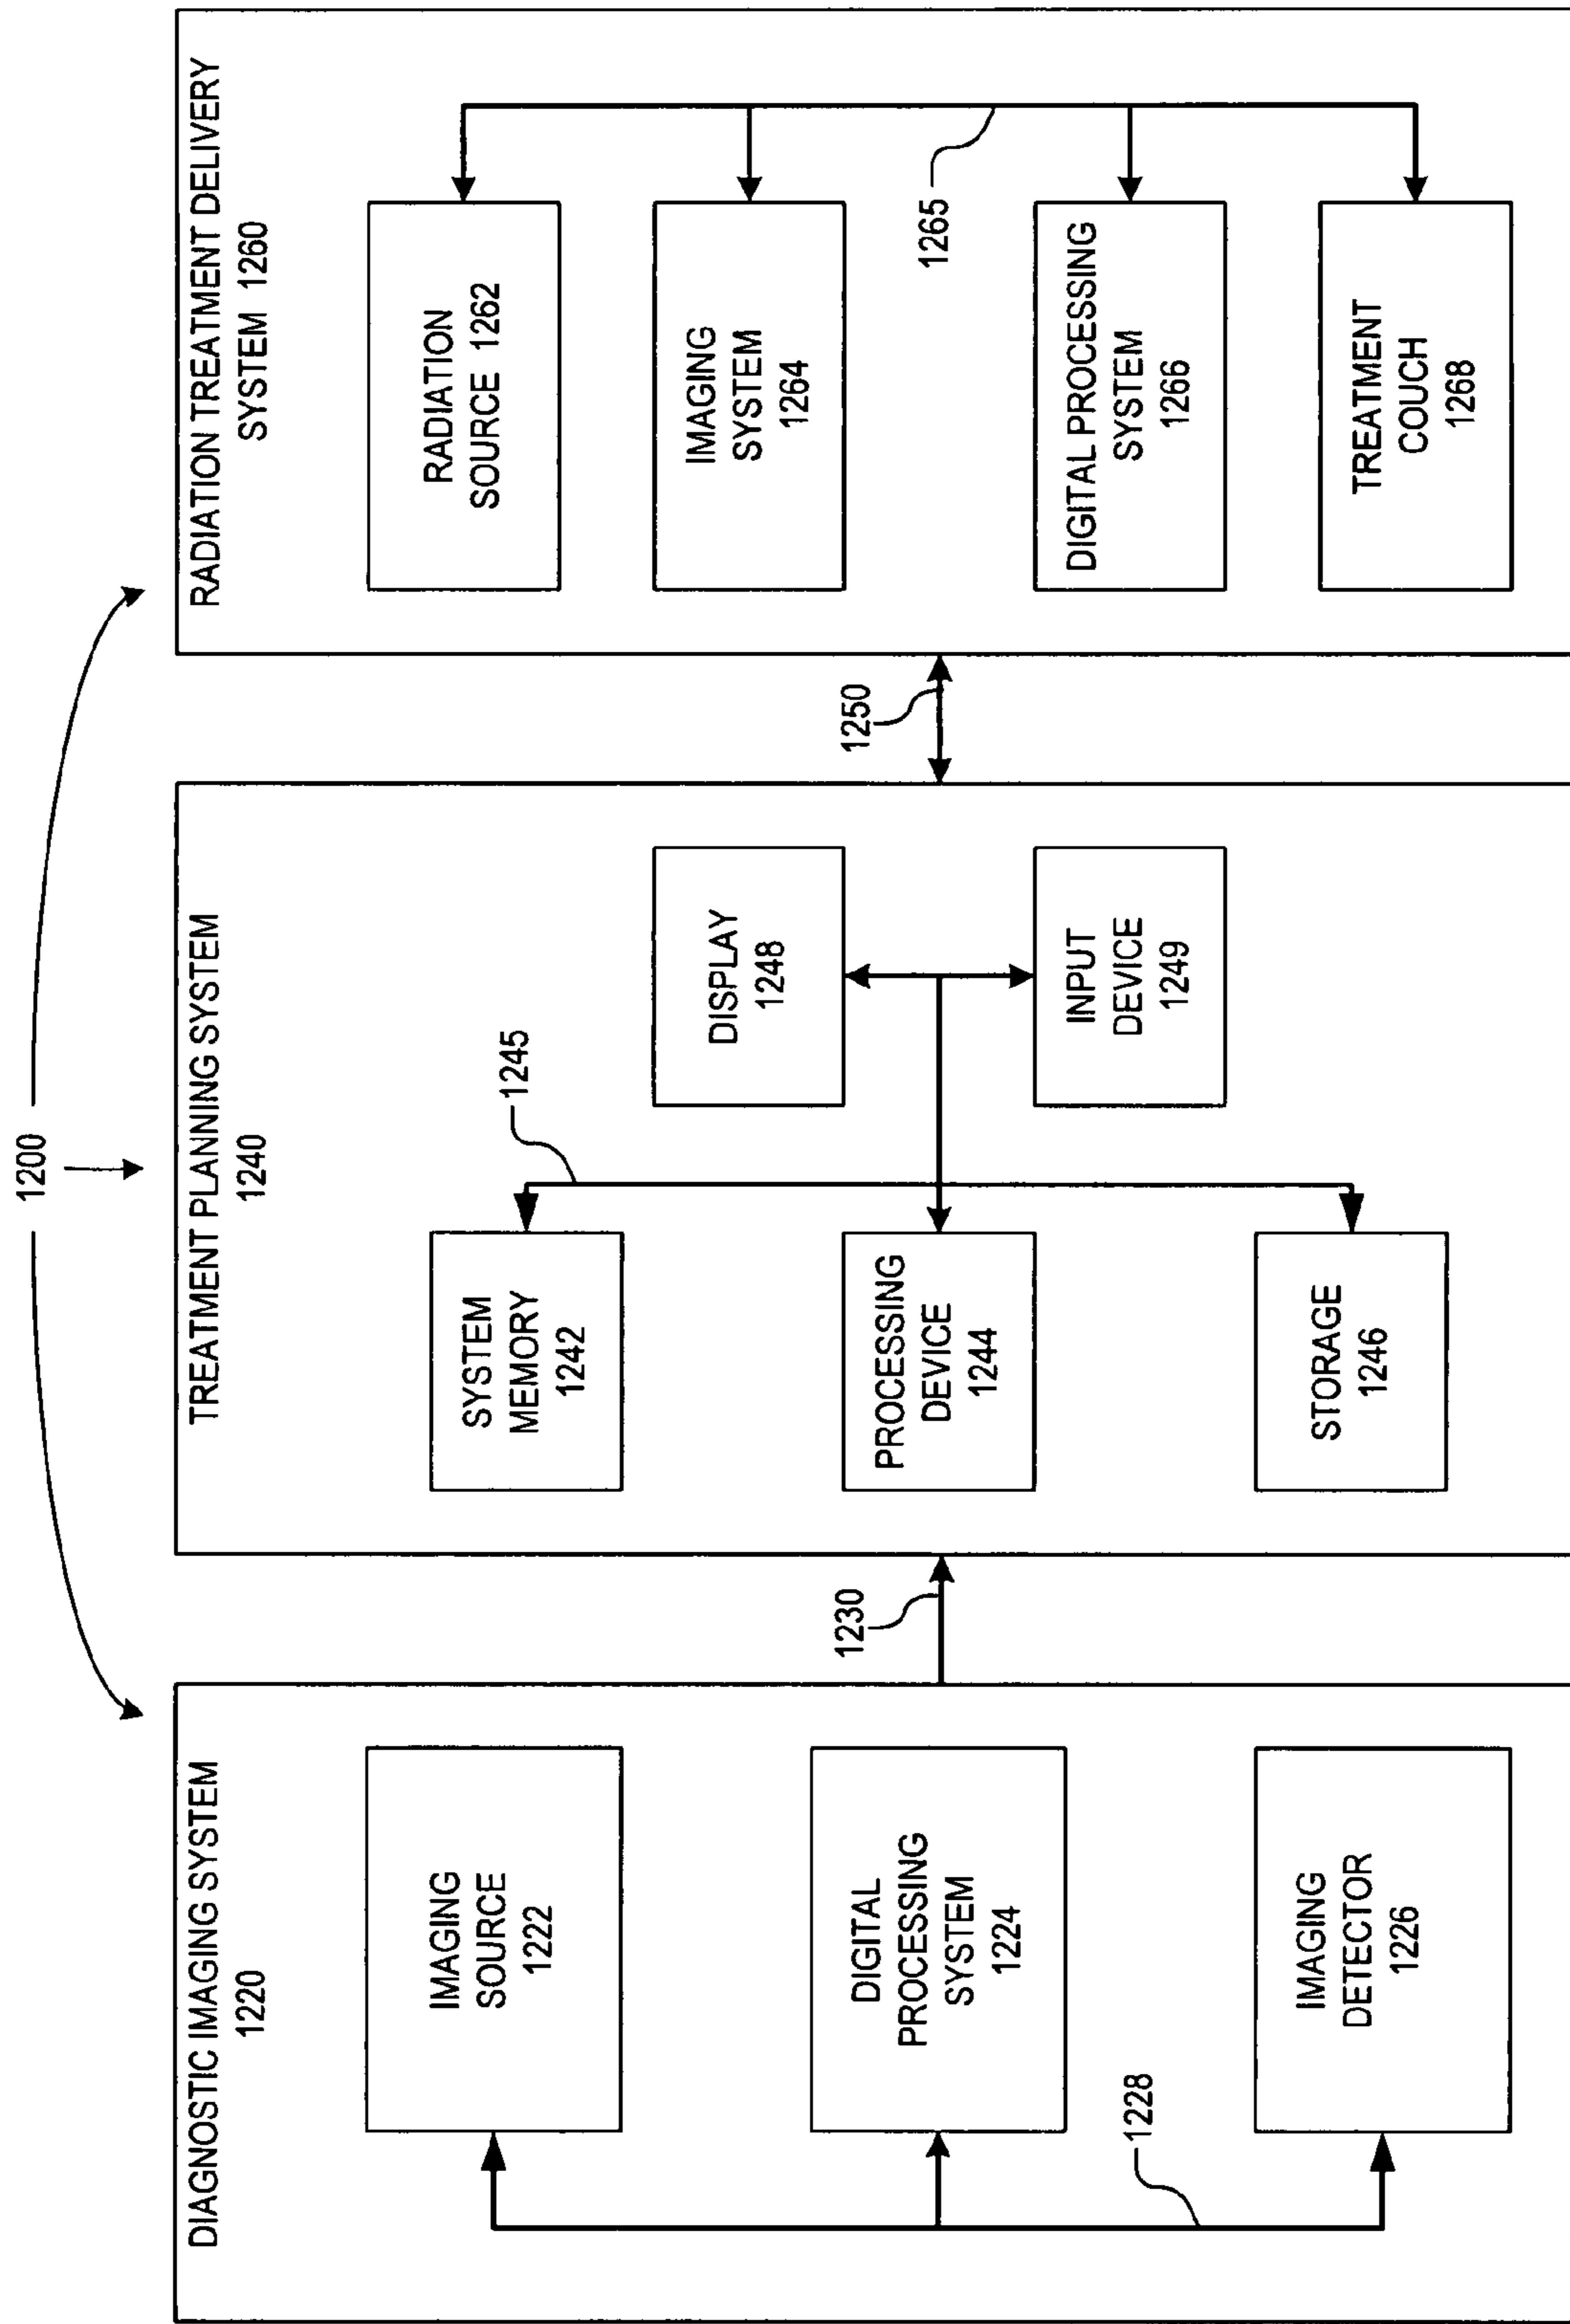 1200
DIAGNOSTIC IMAGING SYSTEM
1220
IMAGING
SOURCE
1222
DIGITAL
PROCESSING
SYSTEM
1224
IMAGING
DETECTOR
1226
1228
1230
TREATMENT PLANNING SYSTEM
1240
SYSTEM
MEMORY
1242
1245
PROCESSING
DEVICE
1244
STORAGE
1246
DISPLAY
1248
INPUT
DEVICE
1249
1250
RADIATION TREATMENT DELIVERY
SYSTEM 1260
RADIATION
SOURCE 1262
IMAGING
SYSTEM
1264
1265
DIGITAL PROCESSING
SYSTEM
1266
TREATMENT
COUCH
1268